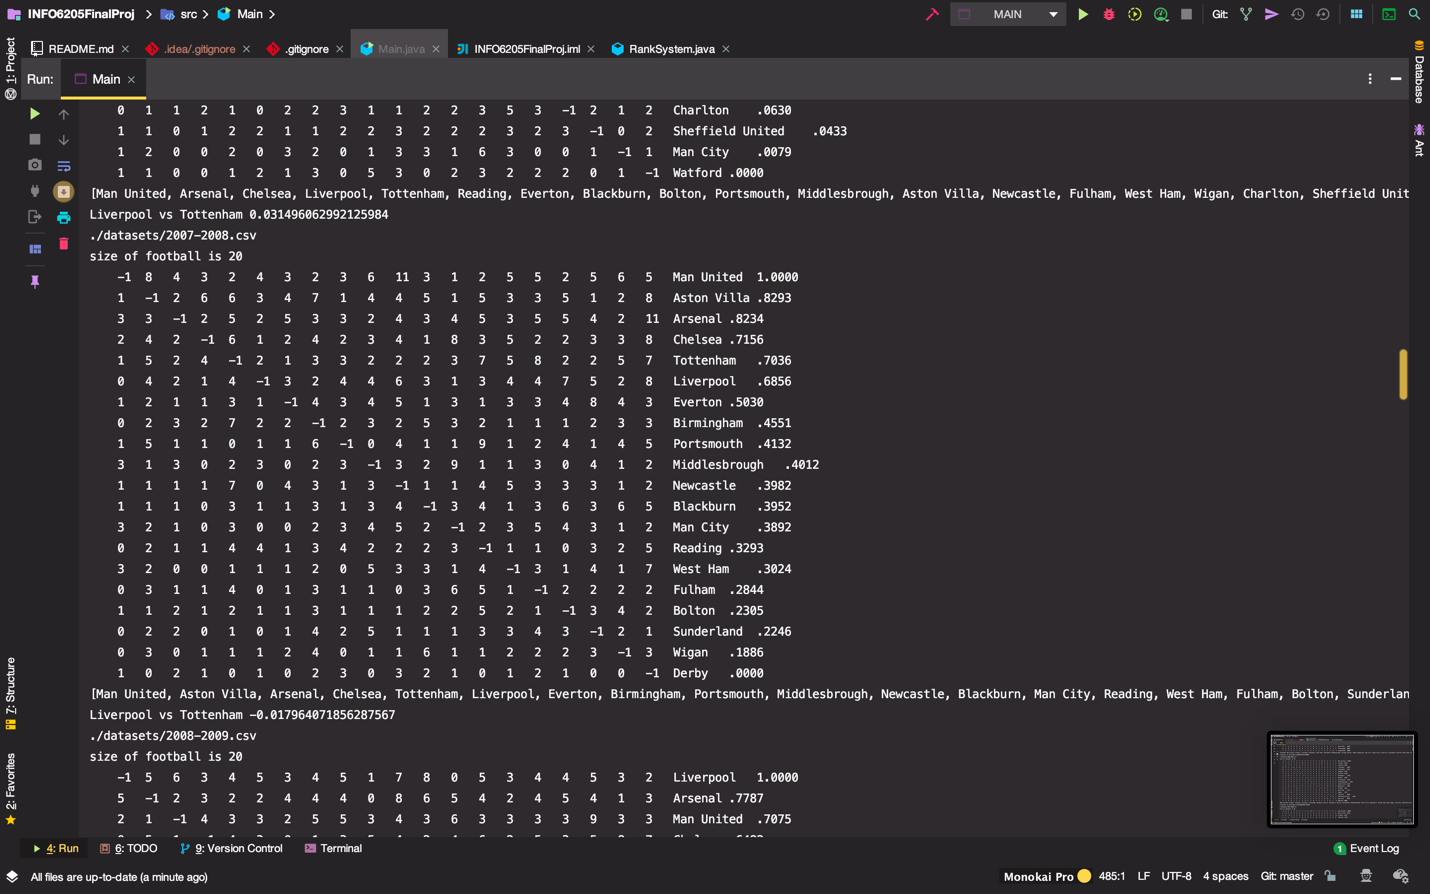 INFO6205FinalProj > src > Main >
MAIN
Git:
README.md × .idea/.gitignore × .gitignore × Main.java × INFO6205FinalProj.iml × RankSystem.java ×
1: Project
Database
Ant
Run: Main ×
0 1 1 2 1 0 2 2 3 1 1 2 2 3 5 3 -1 2 1 2 Charlton .0630
1 1 0 1 2 2 1 1 2 2 3 2 2 2 3 2 3 -1 0 2 Sheffield United .0433
1 2 0 0 2 0 3 2 0 1 3 3 1 6 3 0 0 1 -1 1 Man City .0079
1 1 0 0 1 2 1 3 0 5 3 0 2 3 2 2 2 0 1 -1 Watford .0000
[Man United, Arsenal, Chelsea, Liverpool, Tottenham, Reading, Everton, Blackburn, Bolton, Portsmouth, Middlesbrough, Aston Villa, Newcastle, Fulham, West Ham, Wigan, Charlton, Sheffield Unit
Liverpool vs Tottenham 0.031496062992125984
./datasets/2007-2008.csv
size of football is 20
-1 8 4 3 2 4 3 2 3 6 11 3 1 2 5 5 2 5 6 5 Man United 1.0000
1 -1 2 6 6 3 4 7 1 4 4 5 1 5 3 3 5 1 2 8 Aston Villa .8293
3 3 -1 2 5 2 5 3 3 2 4 3 4 5 3 5 5 4 2 11 Arsenal .8234
2 4 2 -1 6 1 2 4 2 3 4 1 8 3 5 2 2 3 3 8 Chelsea .7156
1 5 2 4 -1 2 1 3 3 2 2 2 3 7 5 8 2 2 5 7 Tottenham .7036
0 4 2 1 4 -1 3 2 4 4 6 3 1 3 4 4 7 5 2 8 Liverpool .6856
1 2 1 1 3 1 -1 4 3 4 5 1 3 1 3 3 4 8 4 3 Everton .5030
0 2 3 2 7 2 2 -1 2 3 2 5 3 2 1 1 1 2 3 3 Birmingham .4551
1 5 1 1 0 1 1 6 -1 0 4 1 1 9 1 2 4 1 4 5 Portsmouth .4132
3 1 3 0 2 3 0 2 3 -1 3 2 9 1 1 3 0 4 1 2 Middlesbrough .4012
1 1 1 1 7 0 4 3 1 3 -1 1 1 4 5 3 3 3 1 2 Newcastle .3982
1 1 1 0 3 1 1 3 1 3 4 -1 3 4 1 3 6 3 6 5 Blackburn .3952
3 2 1 0 3 0 0 2 3 4 5 2 -1 2 3 5 4 3 1 2 Man City .3892
0 2 1 1 4 4 1 3 4 2 2 2 3 -1 1 1 0 3 2 5 Reading .3293
3 2 0 0 1 1 1 2 0 5 3 3 1 4 -1 3 1 4 1 7 West Ham .3024
0 3 1 1 4 0 1 3 1 1 0 3 6 5 1 -1 2 2 2 2 Fulham .2844
1 1 2 1 2 1 1 3 1 1 1 2 2 5 2 1 -1 3 4 2 Bolton .2305
0 2 2 0 1 0 1 4 2 5 1 1 1 3 3 4 3 -1 2 1 Sunderland .2246
0 3 0 1 1 1 2 4 0 1 1 6 1 1 2 2 2 3 -1 3 Wigan .1886
1 0 2 1 0 1 0 2 3 0 3 2 1 0 1 2 1 0 0 -1 Derby .0000
[Man United, Aston Villa, Arsenal, Chelsea, Tottenham, Liverpool, Everton, Birmingham, Portsmouth, Middlesbrough, Newcastle, Blackburn, Man City, Reading, West Ham, Fulham, Bolton, Sunderlan
Liverpool vs Tottenham -0.017964071856287567
./datasets/2008-2009.csv
size of football is 20
-1 5 6 3 4 5 3 4 5 1 7 8 0 5 3 4 4 5 3 2 Liverpool 1.0000
5 -1 2 3 2 2 4 4 4 0 8 6 5 4 2 4 5 4 1 3 Arsenal .7787
2 1 -1 4 3 3 2 5 5 3 4 3 6 3 3 3 3 9 3 3 Man United .7075
7: Structure
2: Favorites
4: Run 6: TODO 9: Version Control Terminal
1 Event Log
All files are up-to-date (a minute ago)
Monokai Pro 485:1 LF UTF-8 4 spaces Git: master